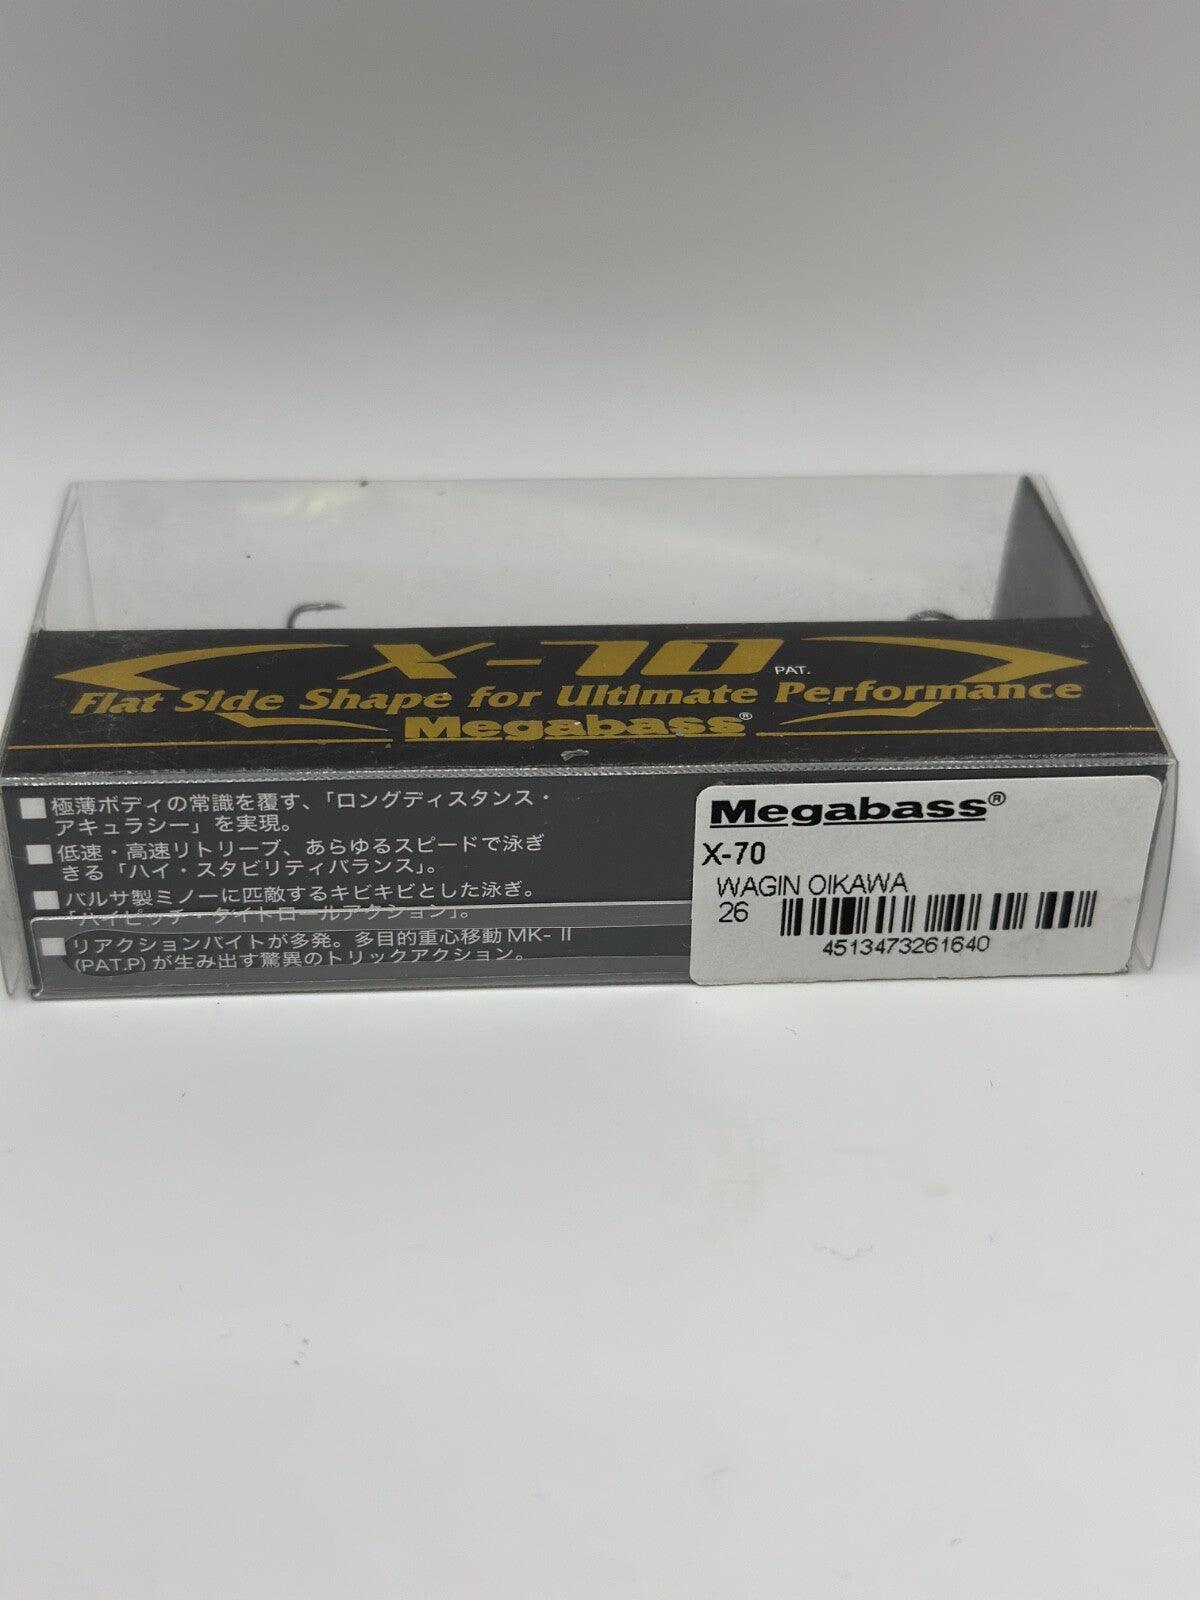 X-70 PAT.
Flat Side Shape for Ultimate Performance
Megabass®
■極薄ボディの常識を覆す、「ロングディスタンス・
アキュラシー」を実現。
■低速・高速リトリーブ、あらゆるスピードで泳ぎ
きる「ハイ・スタビリティバランス」。
■バルサ製ミノーに匹敵するキビキビとした泳ぎ。
「ハイピッチ・タイトロールアクション」。
■リアクションバイトが多発。多目的重心移動MK-Ⅱ
(PAT.P)が生み出す驚異のトリックアクション。
Megabass®
X-70
WAGIN OIKAWA
26
4513473261640